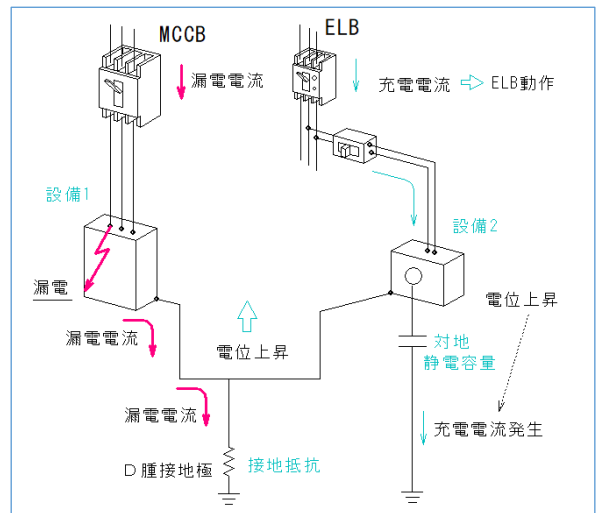 MCCB
ELB
漏電電流
充電電流 ⇨ ELB動作
設備1
設備2
漏電
漏電電流
電位上昇
電位上昇
対地
静電容量
漏電電流
充電電流発生
D腫接地極
接地抵抗